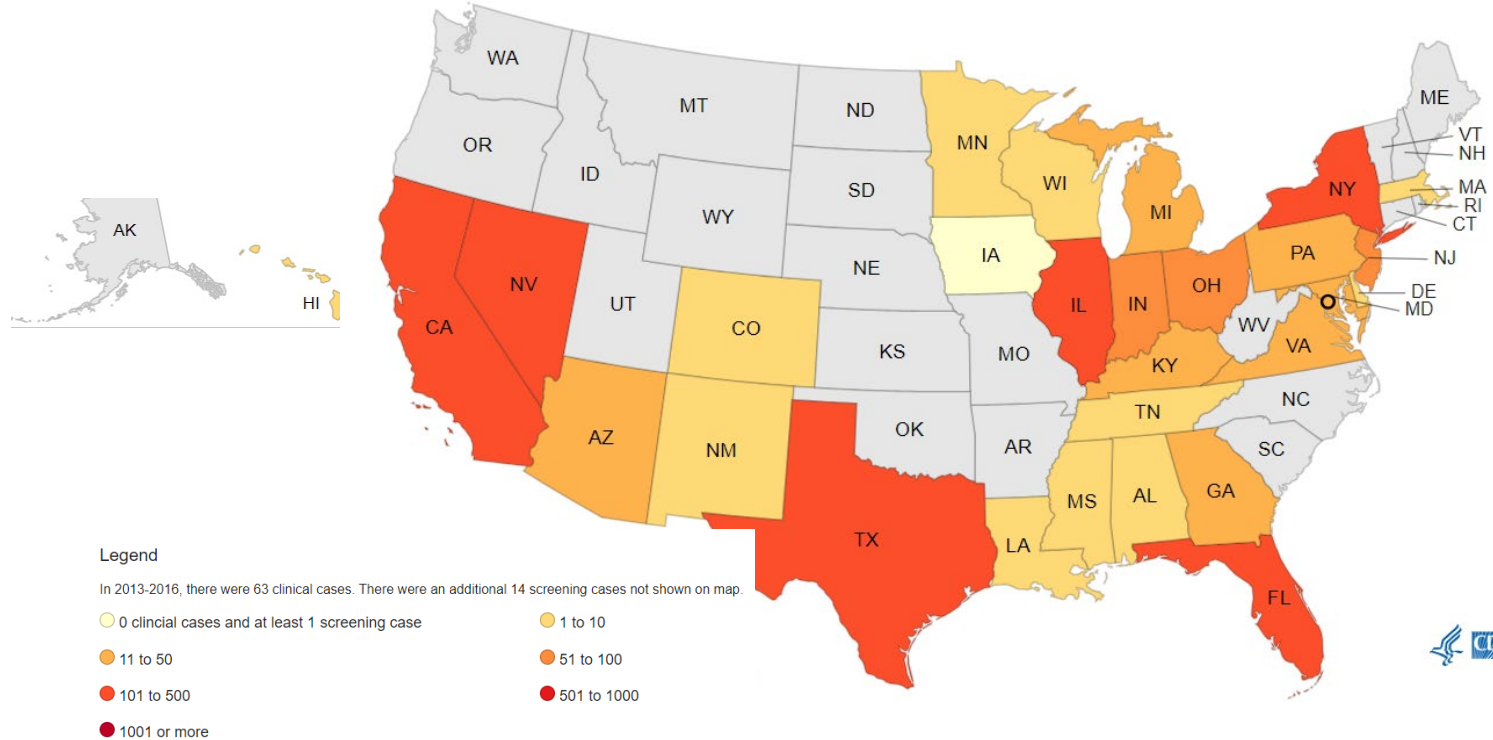 WA
MT
ND
MN
ME
OR
ID
SD
WI
VT
NH
WY
NY
MA
MI
RI
AK
CT
NE
IA
PA
NJ
HI
NV
UT
IL
IN
OH
DE
MD
CA
CO
WV
KS
MO
KY
VA
AZ
NM
OK
TN
NC
AR
SC
TX
MS
AL
GA
LA
FL
Legend
In 2013-2016, there were 63 clinical cases. There were an additional 14 screening cases not shown on map.
0 clincial cases and at least 1 screening case
1 to 10
11 to 50
51 to 100
101 to 500
501 to 1000
1001 or more